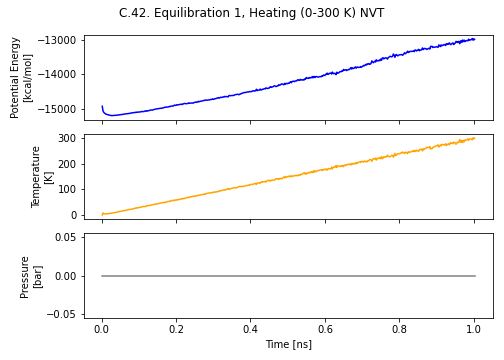 C.42. Equilibration 1, Heating (0-300 K) NVT
Potential Energy
[kcal/mol]
−13000
−14000
−15000
Temperature
[K]
300
200
100
0
Pressure
[bar]
0.05
0.00
−0.05
0.0 0.2 0.4 0.6 0.8 1.0
Time [ns]